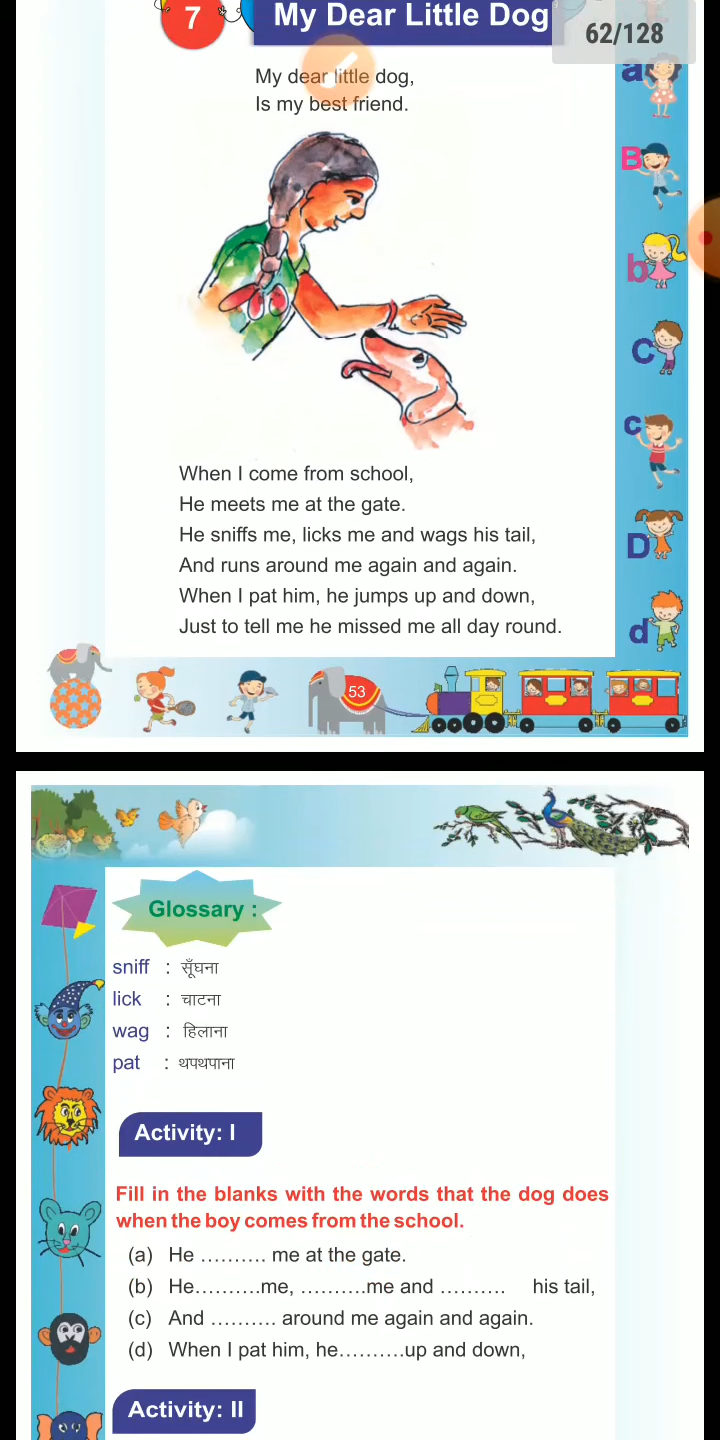 7
My Dear Little Dog
62/128
My dear little dog,
Is my best friend.
a
B
b
C
c
D
d
When I come from school,
He meets me at the gate.
He sniffs me, licks me and wags his tail,
And runs around me again and again.
When I pat him, he jumps up and down,
Just to tell me he missed me all day round.
53
Glossary :
sniff : सूँघना
lick : चाटना
wag : हिलाना
pat : थपथपाना
Activity: I
Fill in the blanks with the words that the dog does
when the boy comes from the school.
(a) He .......... me at the gate.
(b) He..........me, ..........me and .......... his tail,
(c) And .......... around me again and again.
(d) When I pat him, he..........up and down,
Activity: II